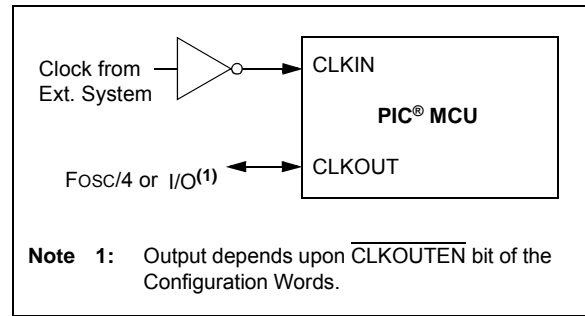 Clock from
Ext. System
CLKIN
PIC® MCU
FOSC/4 or I/O(1)
CLKOUT
Note 1: Output depends upon CLKOUTEN bit of the
Configuration Words.